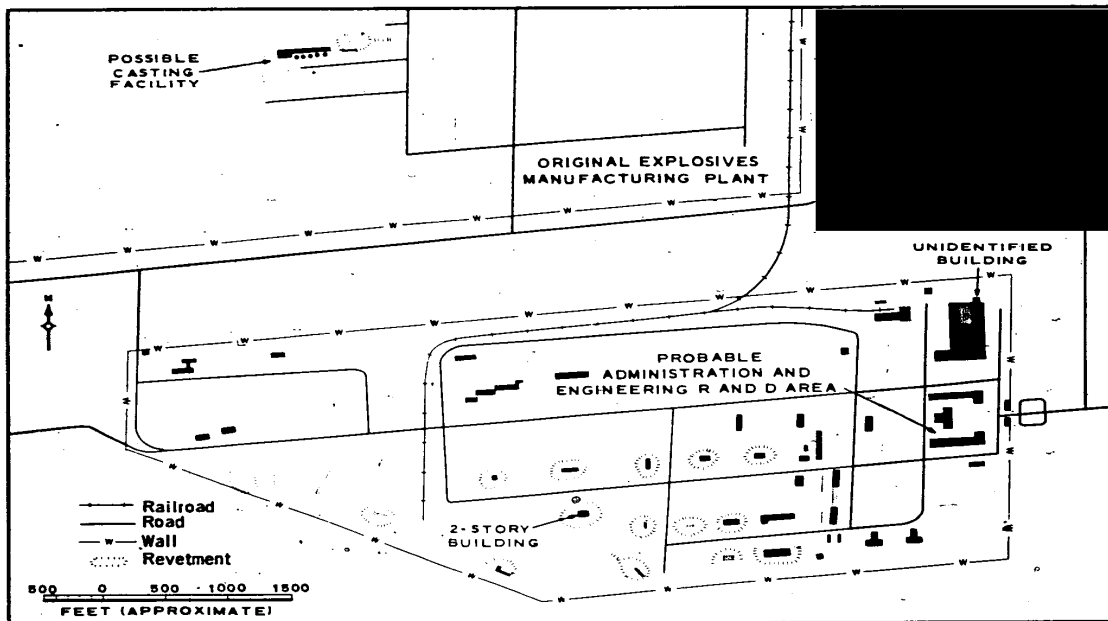 POSSIBLE
CASTING
FACILITY
ORIGINAL EXPLOSIVES
MANUFACTURING PLANT
UNIDENTIFIED
BUILDING
N
PROBABLE
ADMINISTRATION AND
ENGINEERING R AND D AREA
2-STORY
BUILDING
Railroad
Road
W Wall
Revetment
500 0 1000 1500
FEET (APPROXIMATE)